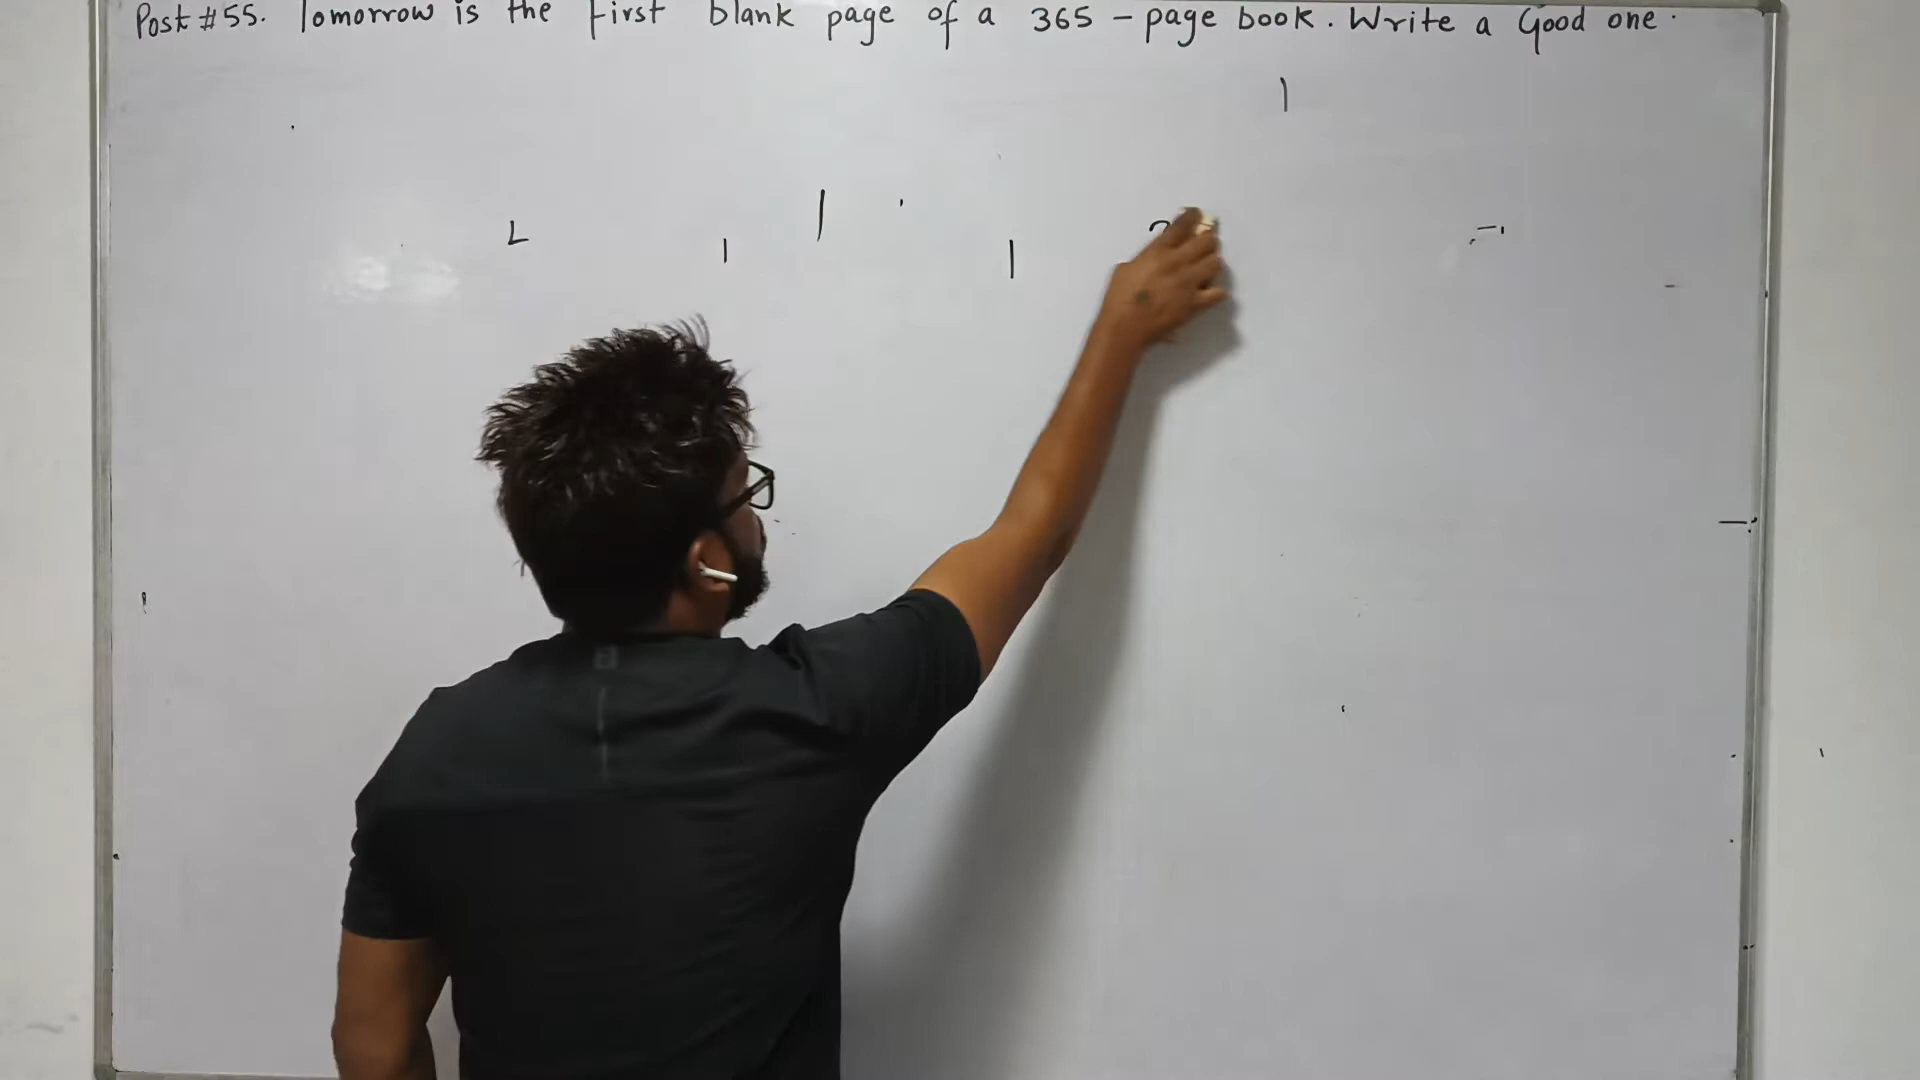 Post #55. Tomorrow is the first blank page of a 365-page book. Write a Good one.